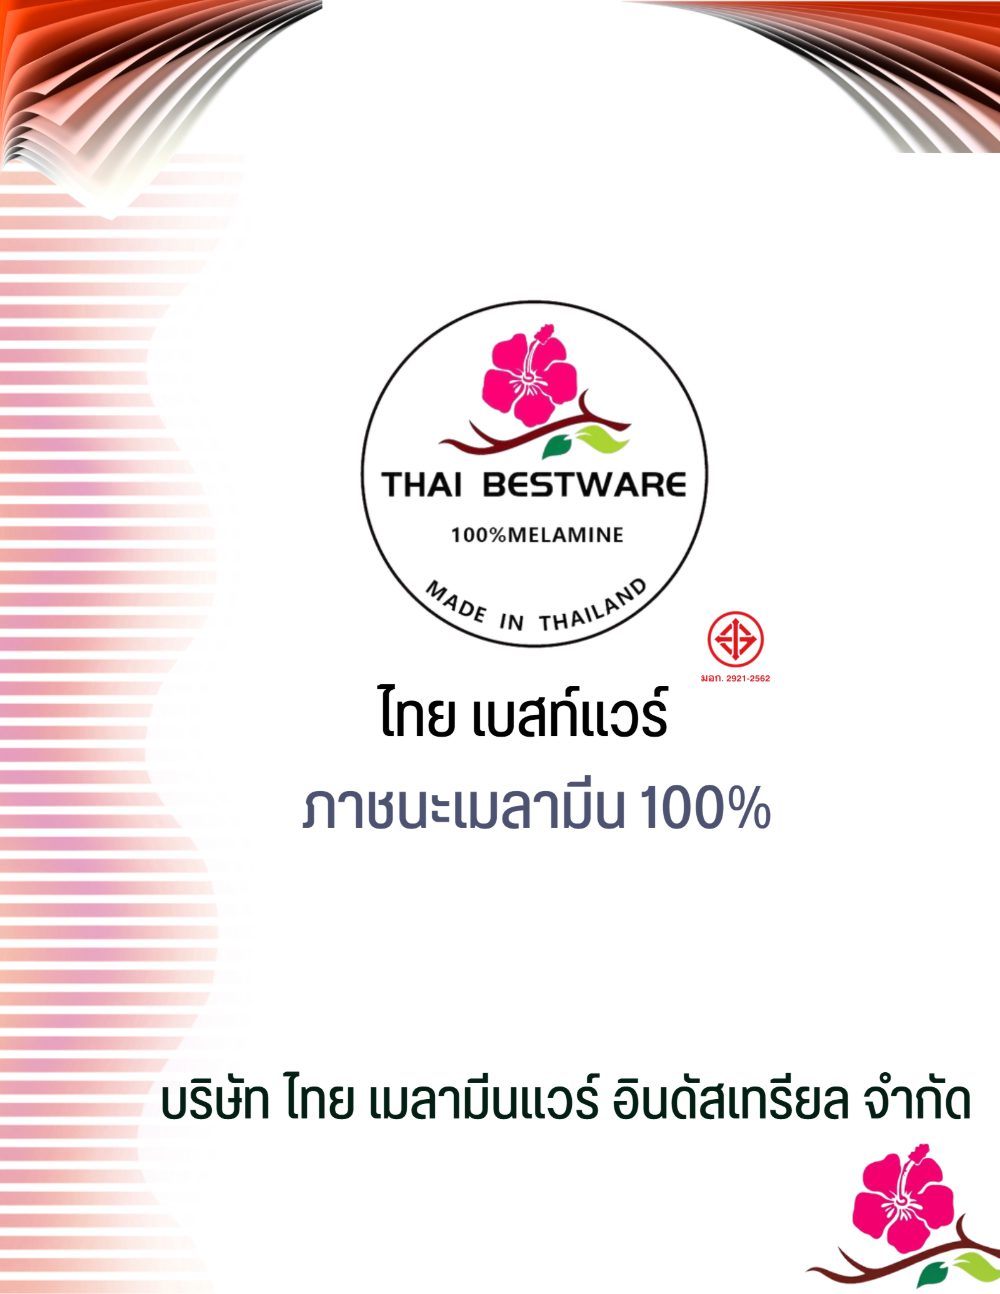 THAI BESTWARE
100%MELAMINE
MADE IN THAILAND
มอก. 2921-2562
ไทย เบสท์แวร์
ภาชนะเมลามีน 100%
บริษัท ไทย เมลามีนแวร์ อินดัสเทรียล จำกัด